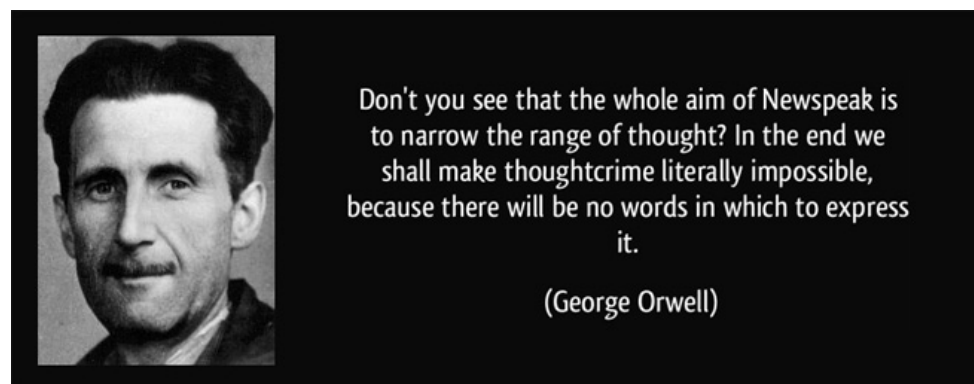 Don't you see that the whole aim of Newspeak is
to narrow the range of thought? In the end we
shall make thoughtcrime literally impossible,
because there will be no words in which to express
it.
(George Orwell)